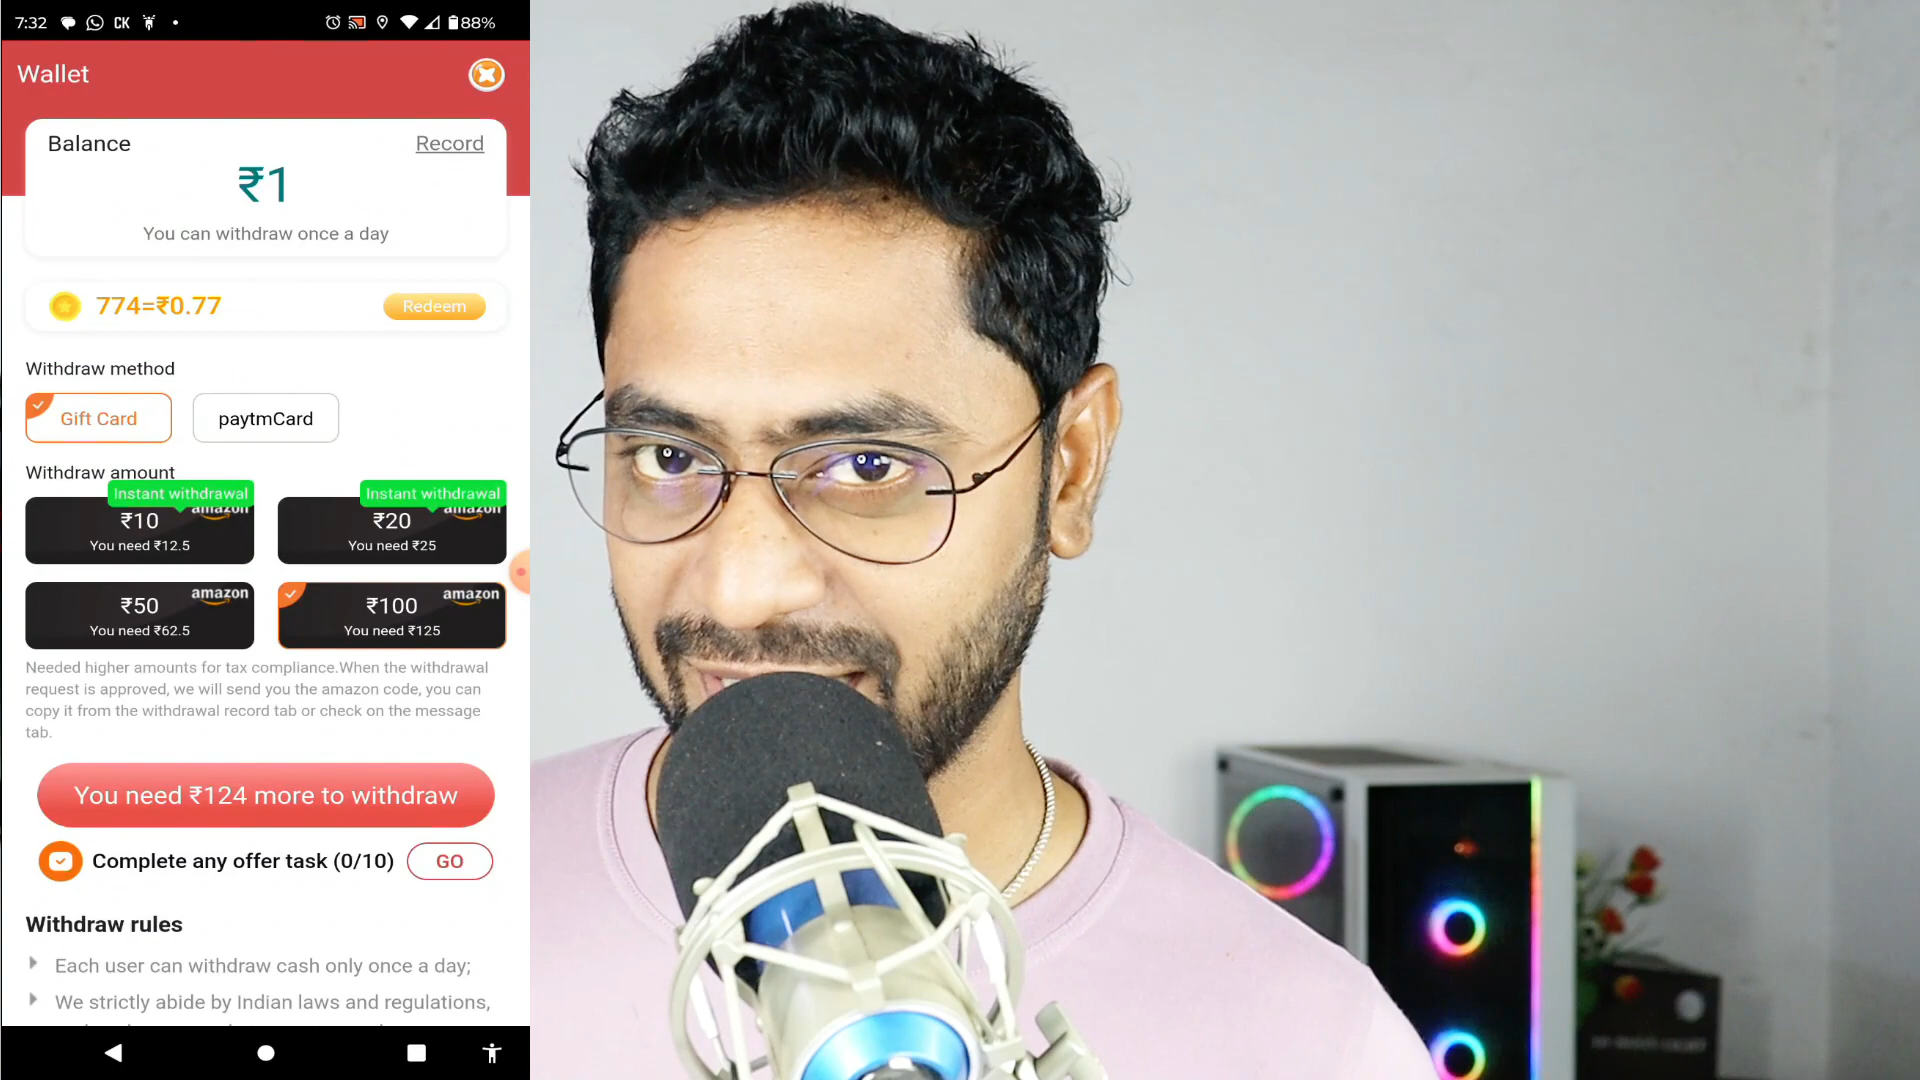 7:32 CK 88%
Wallet
Balance Record
₹1
You can withdraw once a day
774=₹0.77 Redeem
Withdraw method
Gift Card paytmCard
Withdraw amount
Instant withdrawal Instant withdrawal
amazon amazon
₹10 ₹20
You need ₹12.5 You need ₹25
amazon amazon
₹50 ₹100
You need ₹62.5 You need ₹125
Needed higher amounts for tax compliance.When the withdrawal
request is approved, we will send you the amazon code, you can
copy it from the withdrawal record tab or check on the message
tab.
You need ₹124 more to withdraw
Complete any offer task (0/10) GO
Withdraw rules
Each user can withdraw cash only once a day;
We strictly abide by Indian laws and regulations,